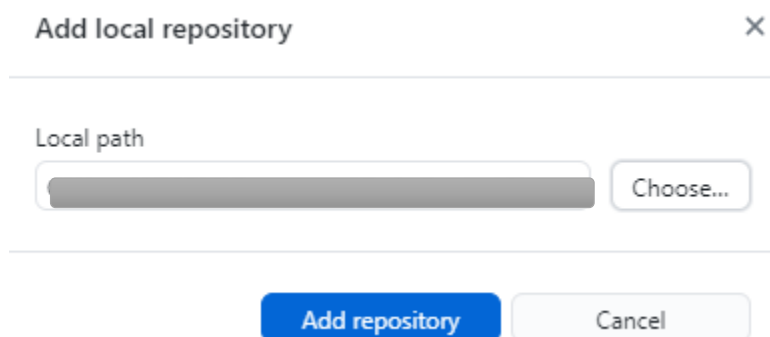 Add local repository
Local path
Choose...
Add repository
Cancel